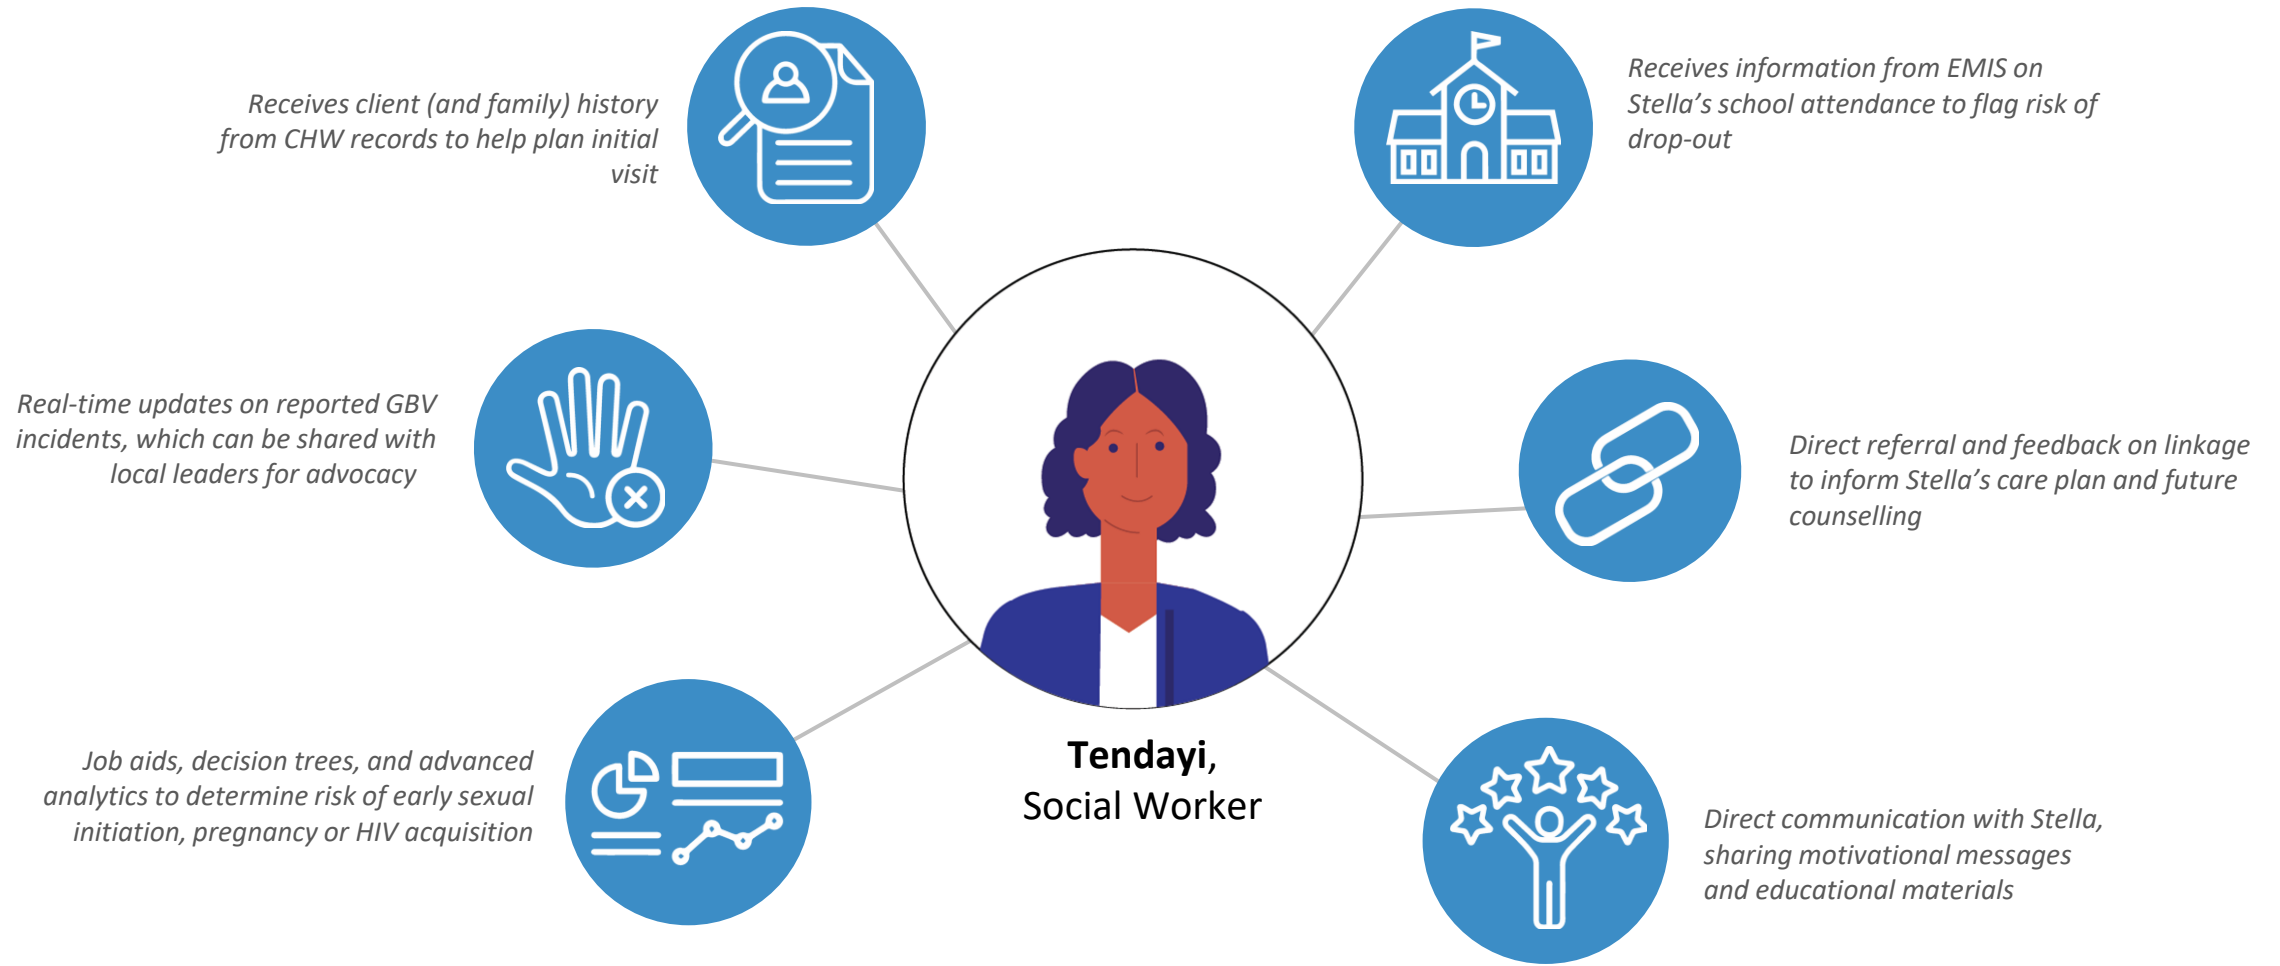 Receives client (and family) history
from CHW records to help plan initial
visit
Receives information from EMIS on
Stella’s school attendance to flag risk of
drop-out
Real-time updates on reported GBV
incidents, which can be shared with
local leaders for advocacy
Direct referral and feedback on linkage
to inform Stella’s care plan and future
counselling
Job aids, decision trees, and advanced
analytics to determine risk of early sexual
initiation, pregnancy or HIV acquisition
Tendayi,
Social Worker
Direct communication with Stella,
sharing motivational messages
and educational materials